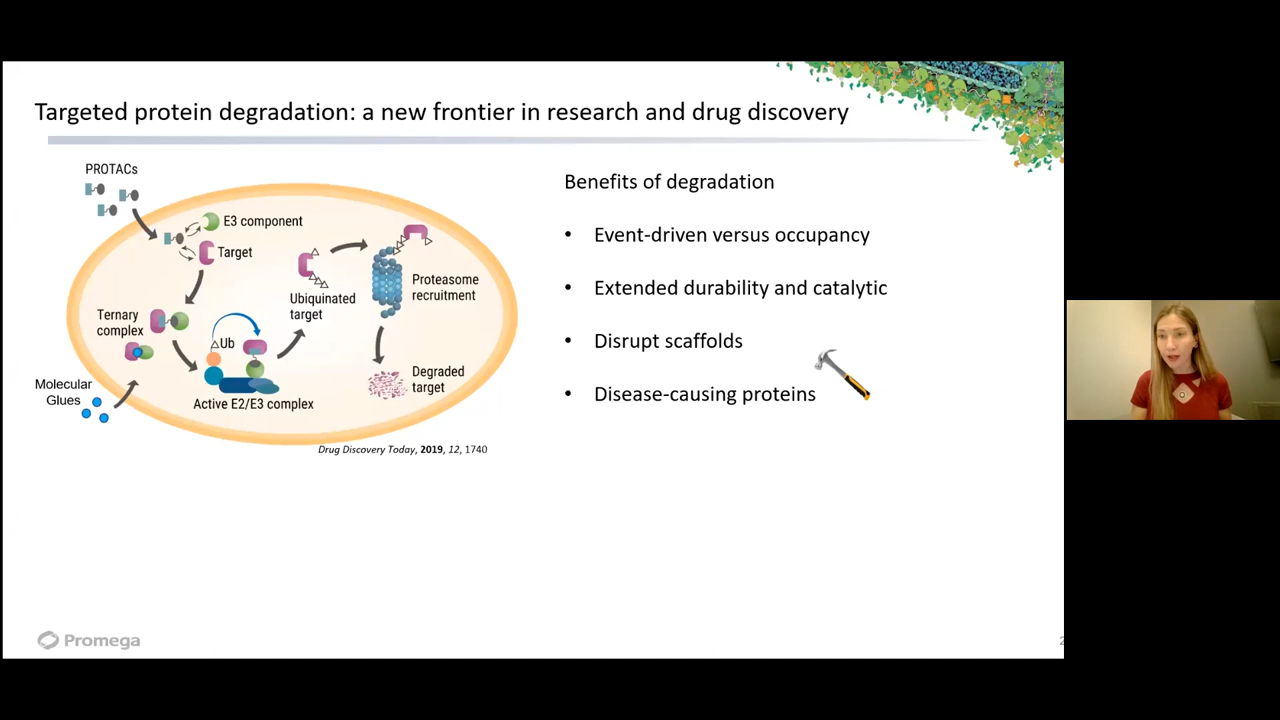 Targeted protein degradation: a new frontier in research and drug discovery
PROTACs
E3 component
Target
Ternary
complex
Ub
Ubiquinated
target
Proteasome
recruitment
Degraded
target
Molecular
Glues
Active E2/E3 complex
Drug Discovery Today, 2019, 12, 1740
Benefits of degradation
• Event-driven versus occupancy
• Extended durability and catalytic
• Disrupt scaffolds
• Disease-causing proteins
Promega